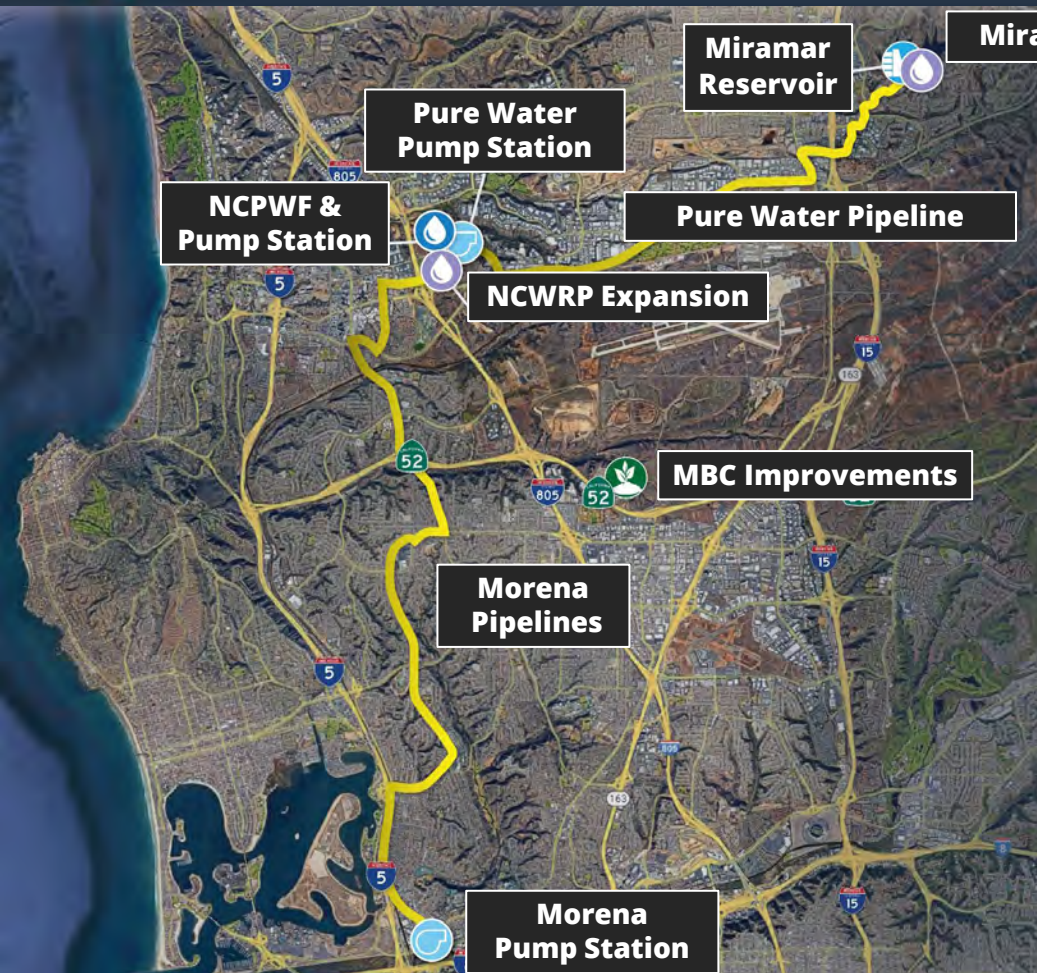 Mira
Miramar
Reservoir
5
Pure Water
Pump Station
805
NCPWF &
Pump Station
Pure Water Pipeline
5
NCWRP Expansion
15
163
52
MBC Improvements
805
52
15
Morena
Pipelines
5
805
163
8
5
15
Morena
Pump Station